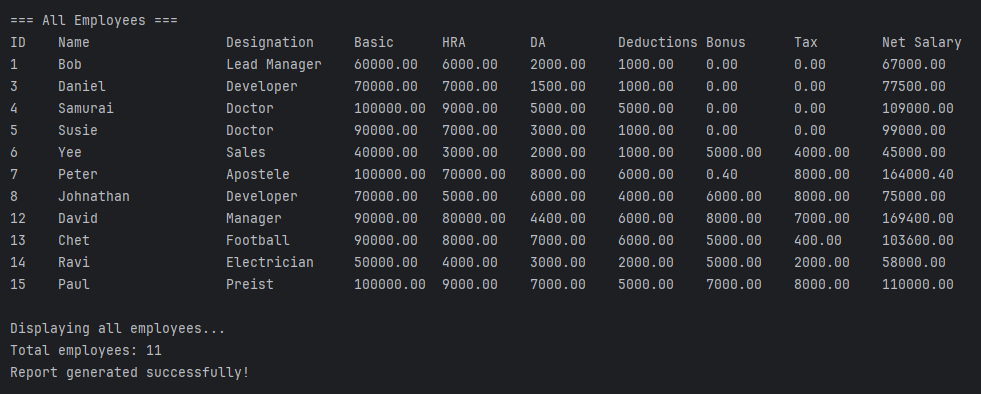 === All Employees ===
ID    Name                 Designation     Basic      HRA        DA         Deductions Bonus      Tax        Net Salary
1     Bob                  Lead Manager    60000.00   6000.00    2000.00    1000.00    0.00       0.00       67000.00
3     Daniel               Developer       70000.00   7000.00    1500.00    1000.00    0.00       0.00       77500.00
4     Samurai              Doctor          100000.00  9000.00    5000.00    5000.00    0.00       0.00       109000.00
5     Susie                Doctor          90000.00   7000.00    3000.00    1000.00    0.00       0.00       99000.00
6     Yee                  Sales           40000.00   3000.00    2000.00    1000.00    5000.00    4000.00    45000.00
7     Peter                Apostele        100000.00  70000.00   8000.00    6000.00    0.40       8000.00    164000.40
8     Johnathan            Developer       70000.00   5000.00    6000.00    4000.00    6000.00    8000.00    75000.00
12    David                Manager         90000.00   80000.00   4400.00    6000.00    8000.00    7000.00    169400.00
13    Chet                 Football        90000.00   8000.00    7000.00    6000.00    5000.00    400.00     103600.00
14    Ravi                 Electrician     50000.00   4000.00    3000.00    2000.00    5000.00    2000.00    58000.00
15    Paul                 Preist          100000.00  9000.00    7000.00    5000.00    7000.00    8000.00    110000.00
Displaying all employees...
Total employees: 11
Report generated successfully!